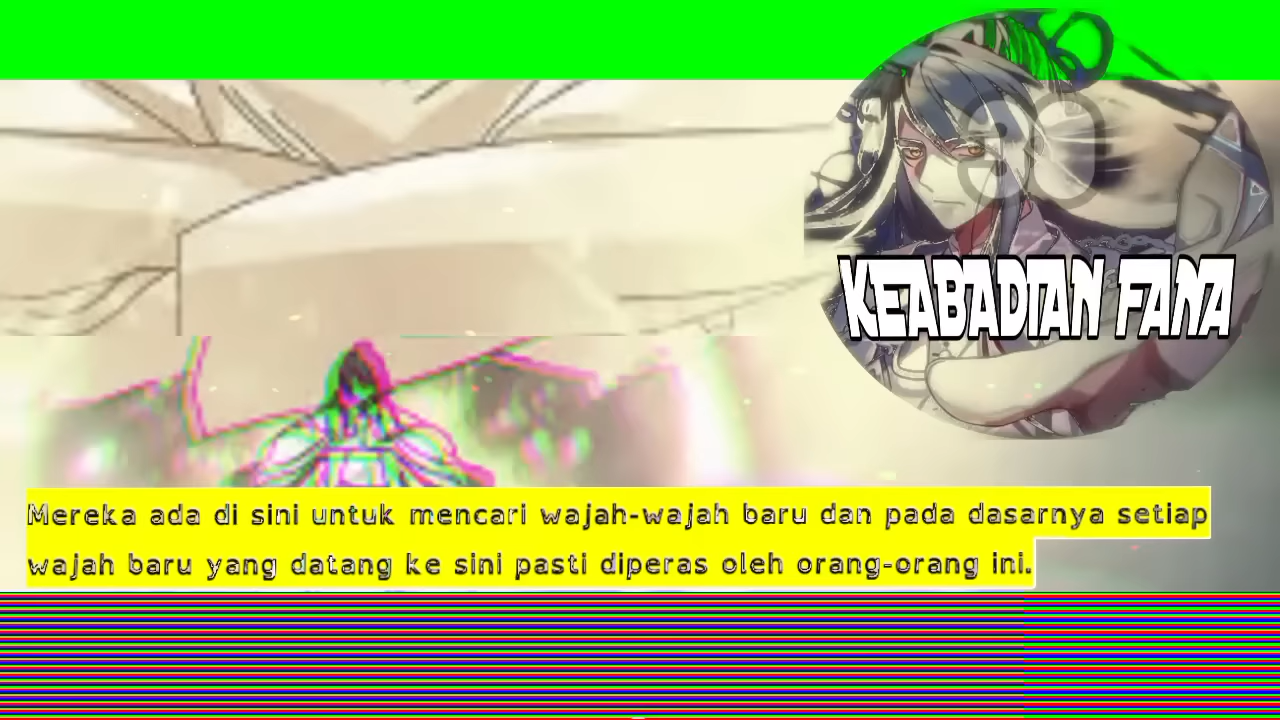 KEABADIAN FANA
Mereka ada di sini untuk mencari wajah-wajah baru dan pada dasarnya setiap
wajah baru yang datang ke sini pasti diperas oleh orang-orang ini.